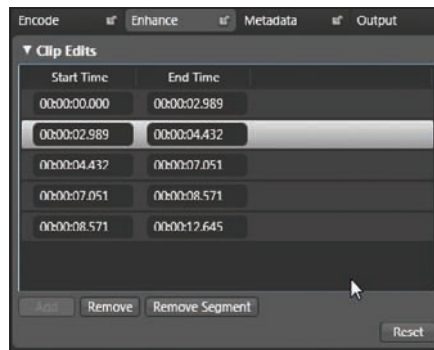 Encode Enhance Metadata Output
Clip Edits
Start Time End Time
00:00:00.000 00:00:02.989
00:00:02.989 00:00:04.432
00:00:04.432 00:00:07.051
00:00:07.051 00:00:08.571
00:00:08.571 00:00:12.645
Add Remove Remove Segment
Reset